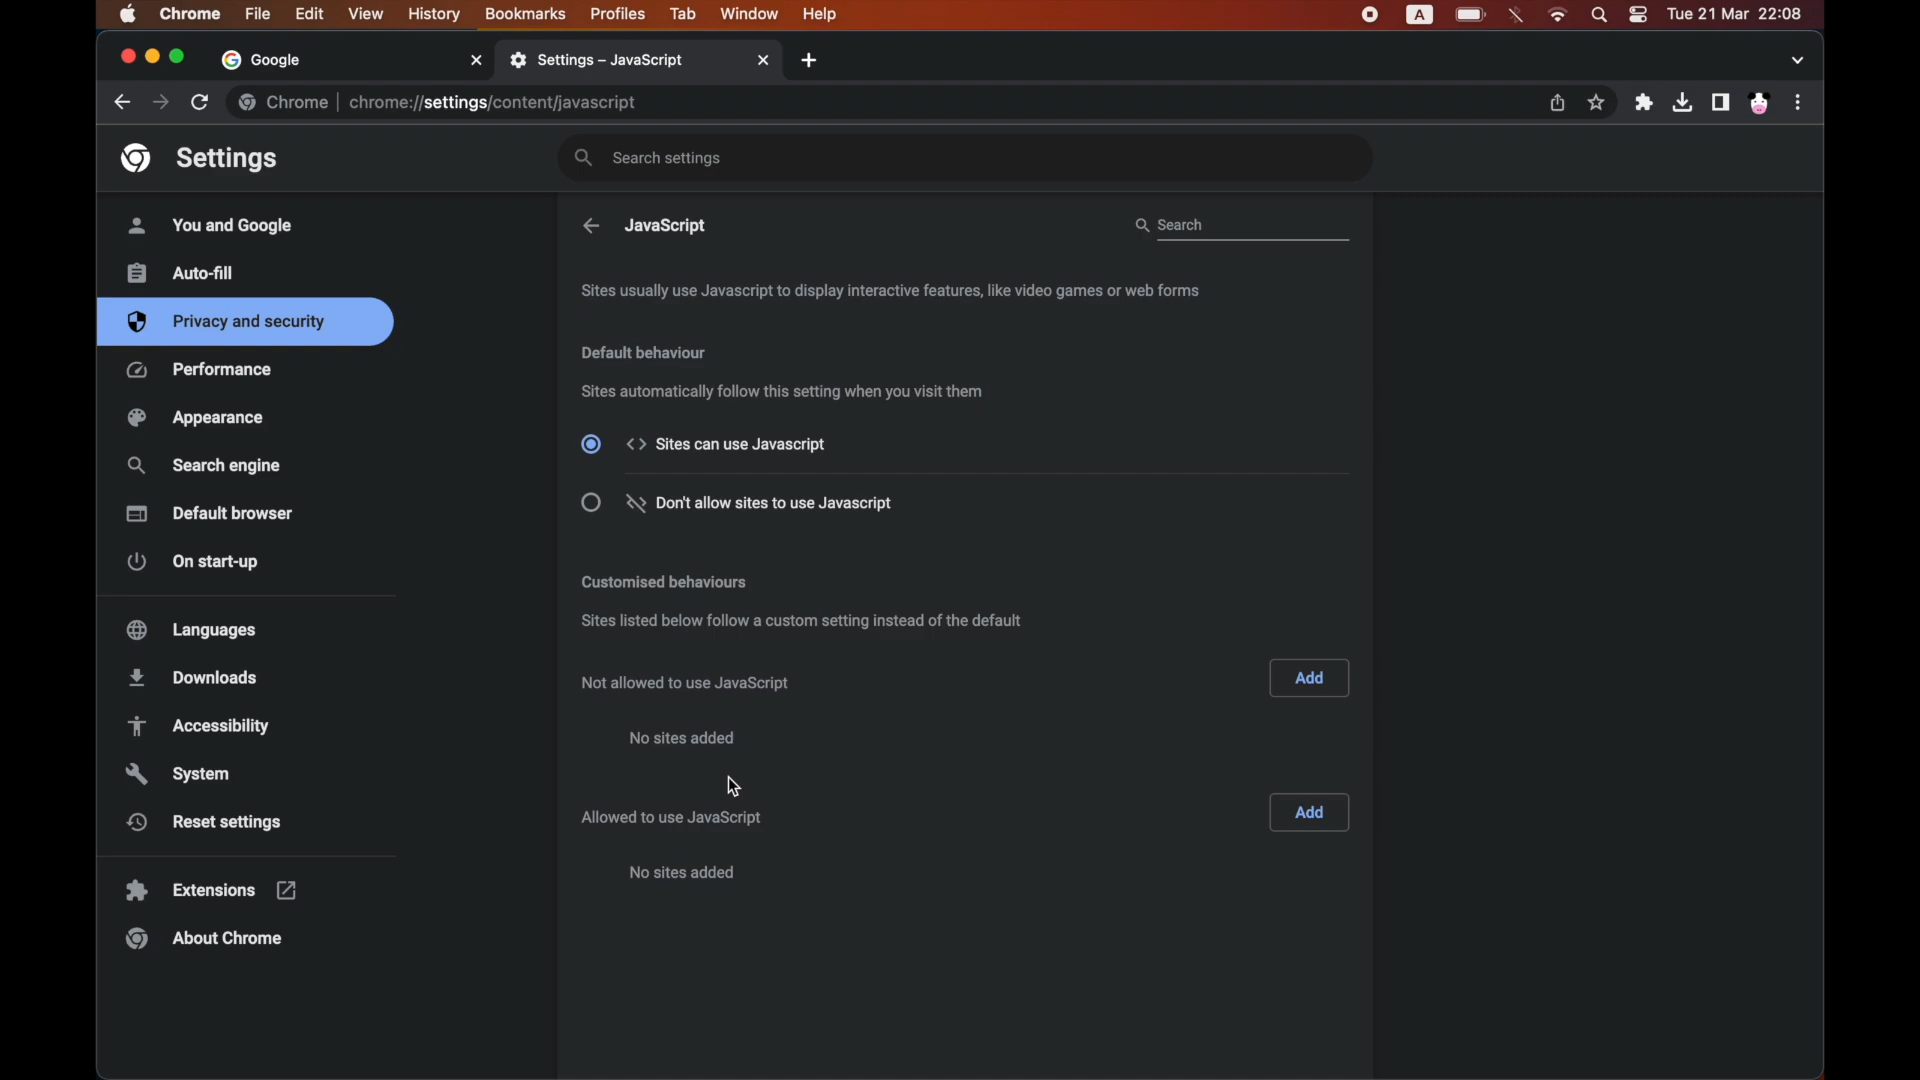 Chrome File Edit View History Bookmarks Profiles Tab Window Help A Tue 21 Mar 22:08
Google Settings – JavaScript
Chrome chrome://settings/content/javascript
Settings
Search settings
You and Google
Auto-fill
Privacy and security
Performance
Appearance
Search engine
Default browser
On start-up
Languages
Downloads
Accessibility
System
Reset settings
Extensions
About Chrome
JavaScript
Search
Sites usually use Javascript to display interactive features, like video games or web forms
Default behaviour
Sites automatically follow this setting when you visit them
Sites can use Javascript
Don't allow sites to use Javascript
Customised behaviours
Sites listed below follow a custom setting instead of the default
Not allowed to use JavaScript
Add
No sites added
Allowed to use JavaScript
Add
No sites added